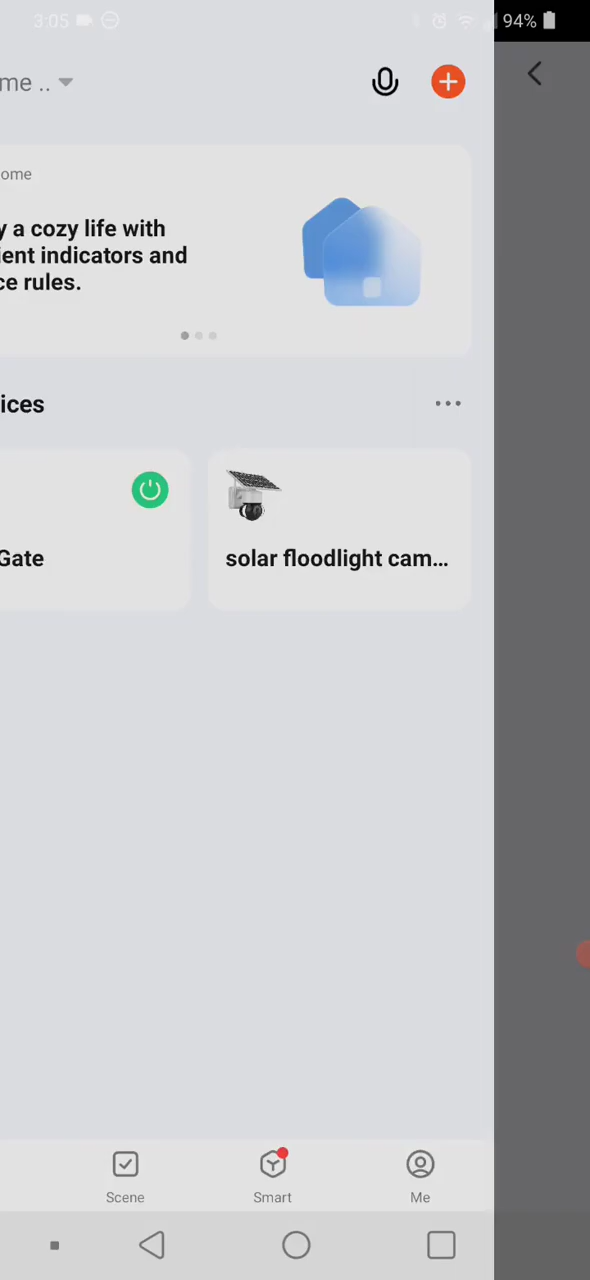 3:05 94%
me ..
ome
y a cozy life with
ient indicators and
ce rules.
ices
Gate
solar floodlight cam...
Scene
Smart
Me